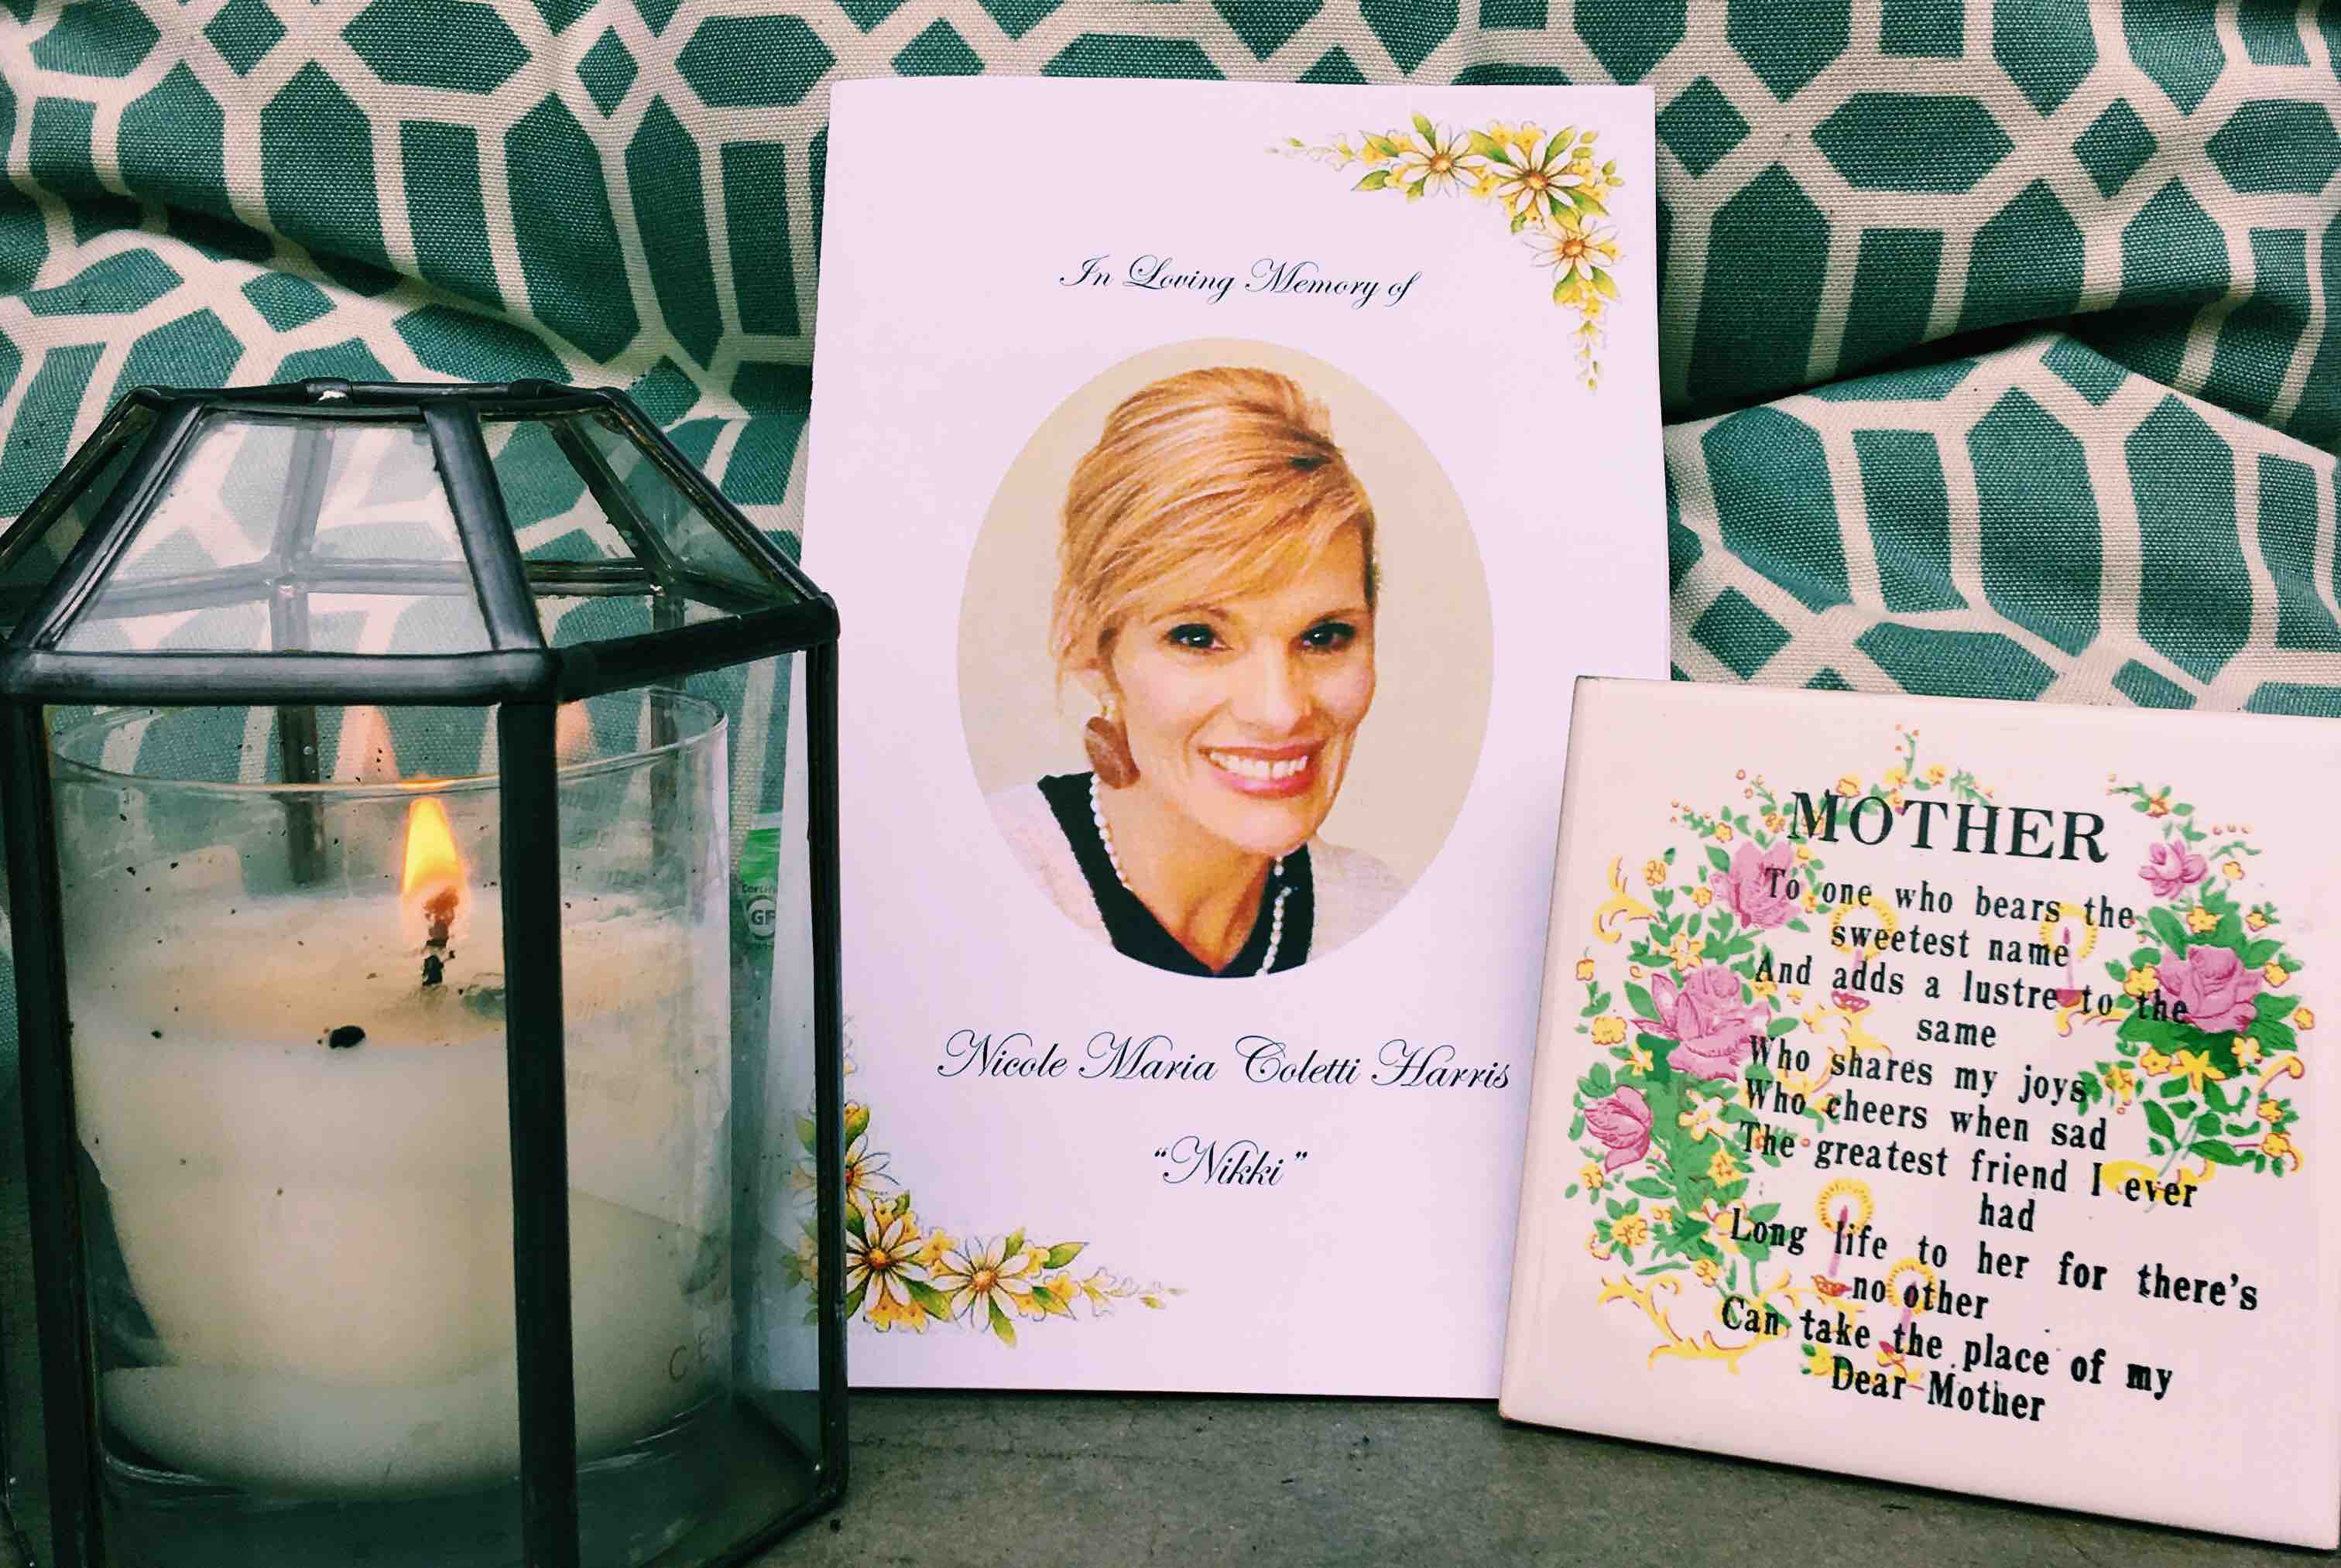 In Loving Memory of
Nicole Maria Coletti Harris
“Nikki”
MOTHER
To one who bears the
sweetest name
And adds a lustre to the
same
Who shares my joys
Who cheers when sad
The greatest friend I ever
had
Long life to her for there's
no other
Can take the place of my
Dear Mother
GF